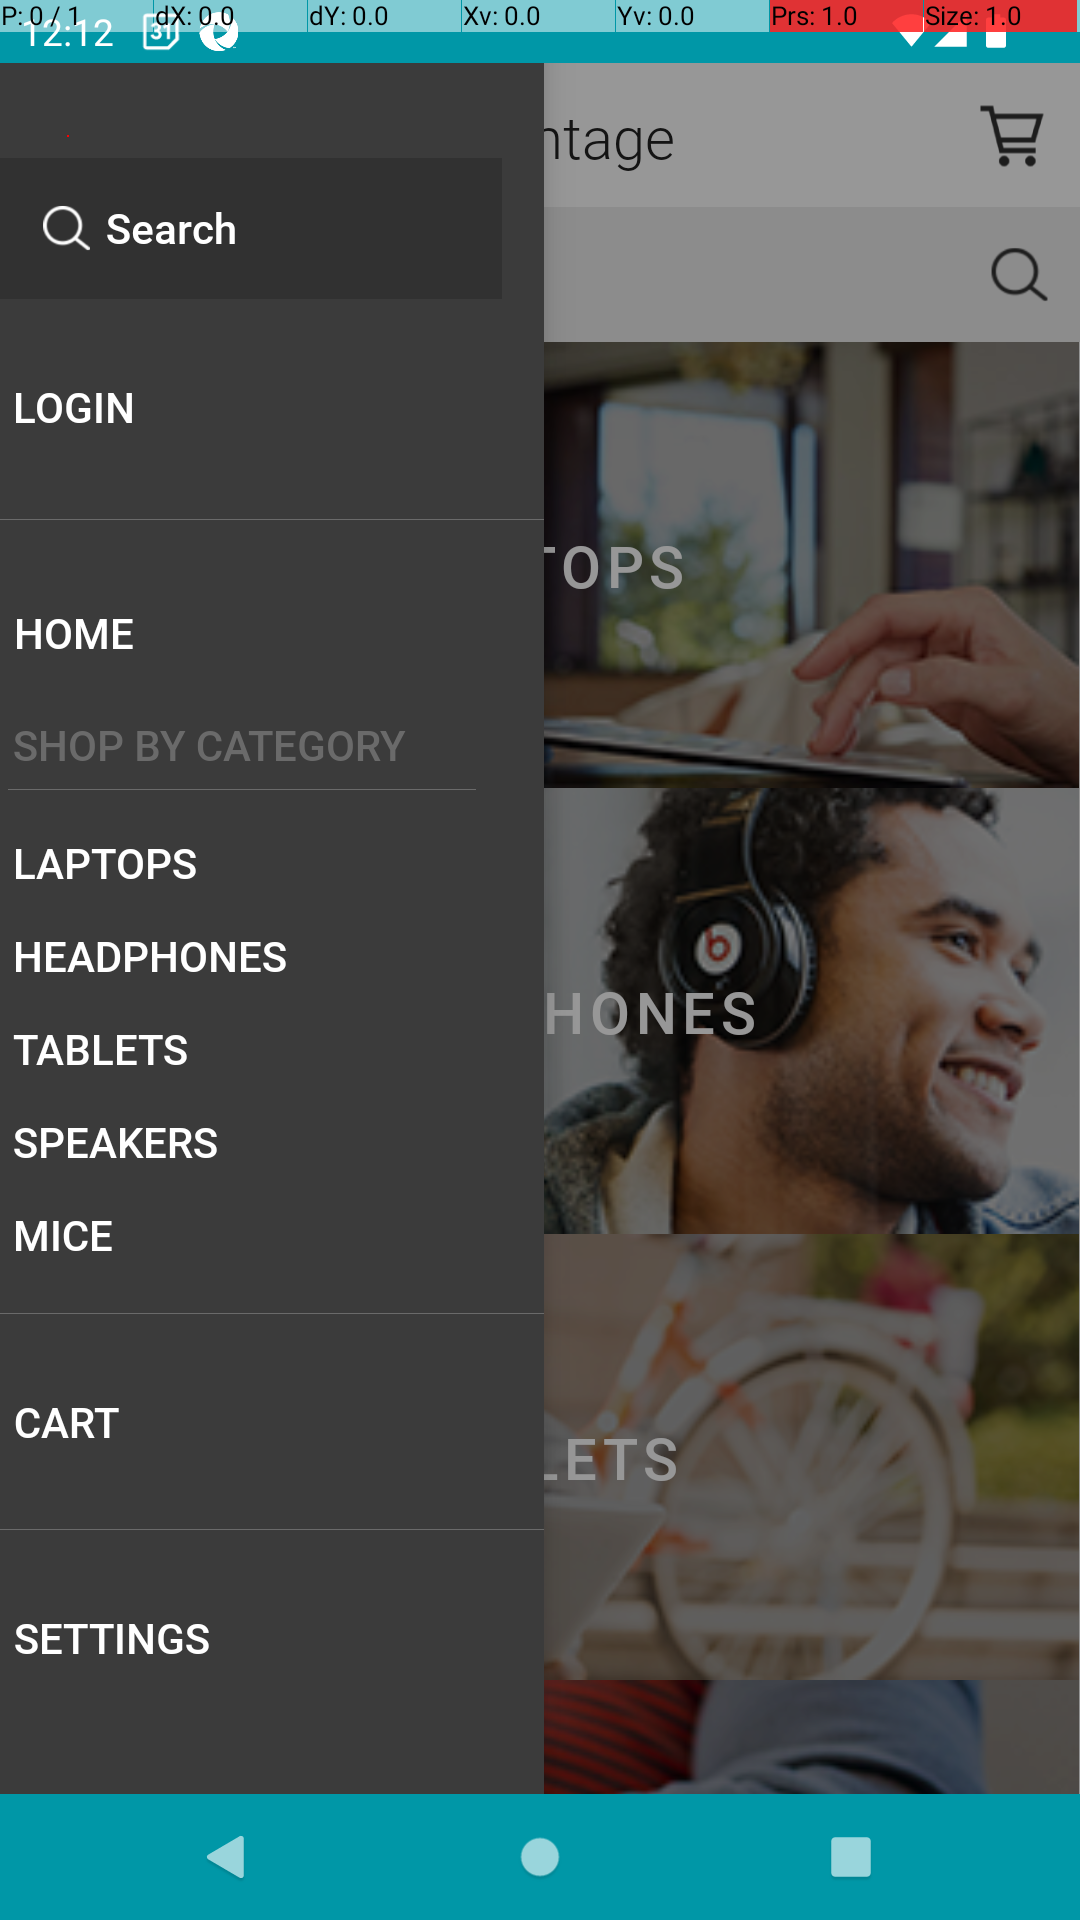 P: 0 / 1 dX: 0.0 dY: 0.0 Xv: 0.0 Yv: 0.0 Prs: 1.0 Size: 1.0
12:12 31
ntage
Search
LOGIN
TOPS
HOME
SHOP BY CATEGORY
LAPTOPS
HEADPHONES
HONES
TABLETS
SPEAKERS
MICE
CART
LETS
SETTINGS